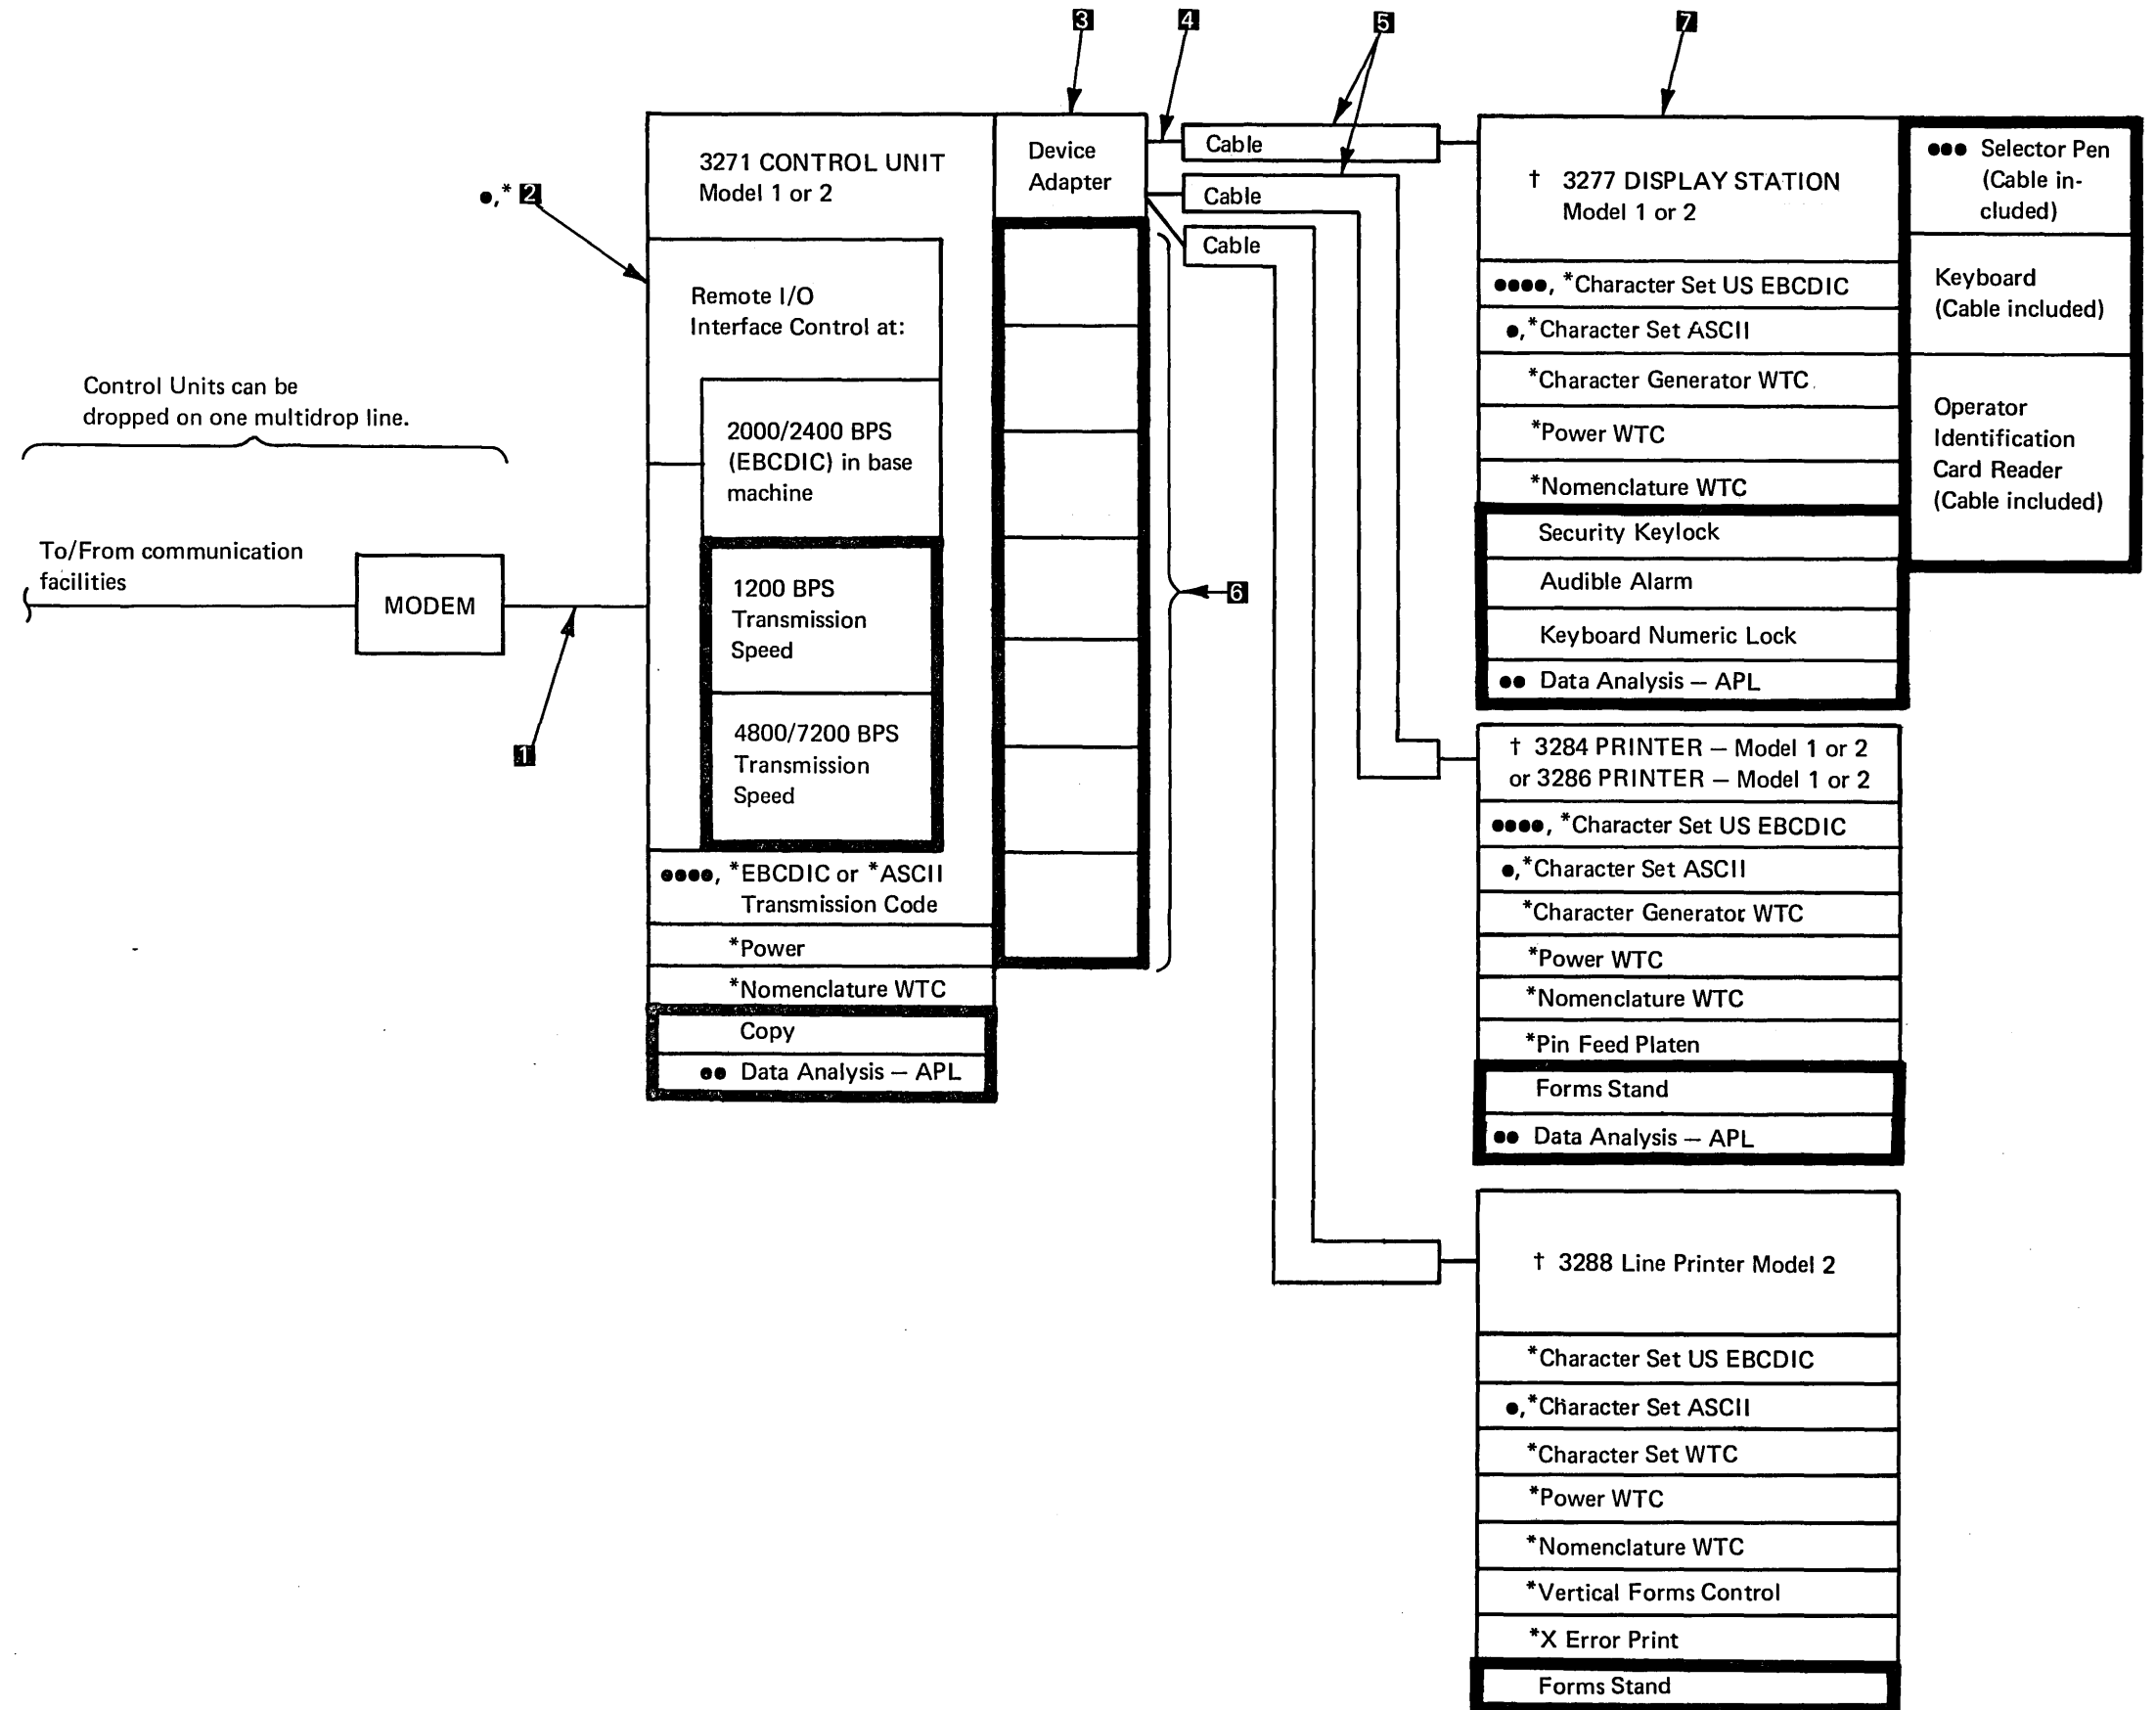 3
4
5
7
●,* 2
3271 CONTROL UNIT
Model 1 or 2
Remote I/O
Interface Control at:
2000/2400 BPS
(EBCDIC) in base
machine
1200 BPS
Transmission
Speed
4800/7200 BPS
Transmission
Speed
●●●●, *EBCDIC or *ASCII
Transmission Code
*Power
*Nomenclature WTC
Copy
●● Data Analysis — APL
Control Units can be
dropped on one multidrop line.
To/From communication
facilities
MODEM
1
Device
Adapter
6
Cable
Cable
Cable
† 3277 DISPLAY STATION
Model 1 or 2
●●●●, *Character Set US EBCDIC
●,*Character Set ASCII
*Character Generator WTC
*Power WTC
*Nomenclature WTC
Security Keylock
Audible Alarm
Keyboard Numeric Lock
●● Data Analysis — APL
●●● Selector Pen
(Cable in-
cluded)
Keyboard
(Cable included)
Operator
Identification
Card Reader
(Cable included)
† 3284 PRINTER — Model 1 or 2
or 3286 PRINTER — Model 1 or 2
●●●●, *Character Set US EBCDIC
●,*Character Set ASCII
*Character Generator WTC
*Power WTC
*Nomenclature WTC
*Pin Feed Platen
Forms Stand
●● Data Analysis — APL
† 3288 Line Printer Model 2
*Character Set US EBCDIC
●,*Character Set ASCII
*Character Set WTC
*Power WTC
*Nomenclature WTC
*Vertical Forms Control
*X Error Print
Forms Stand